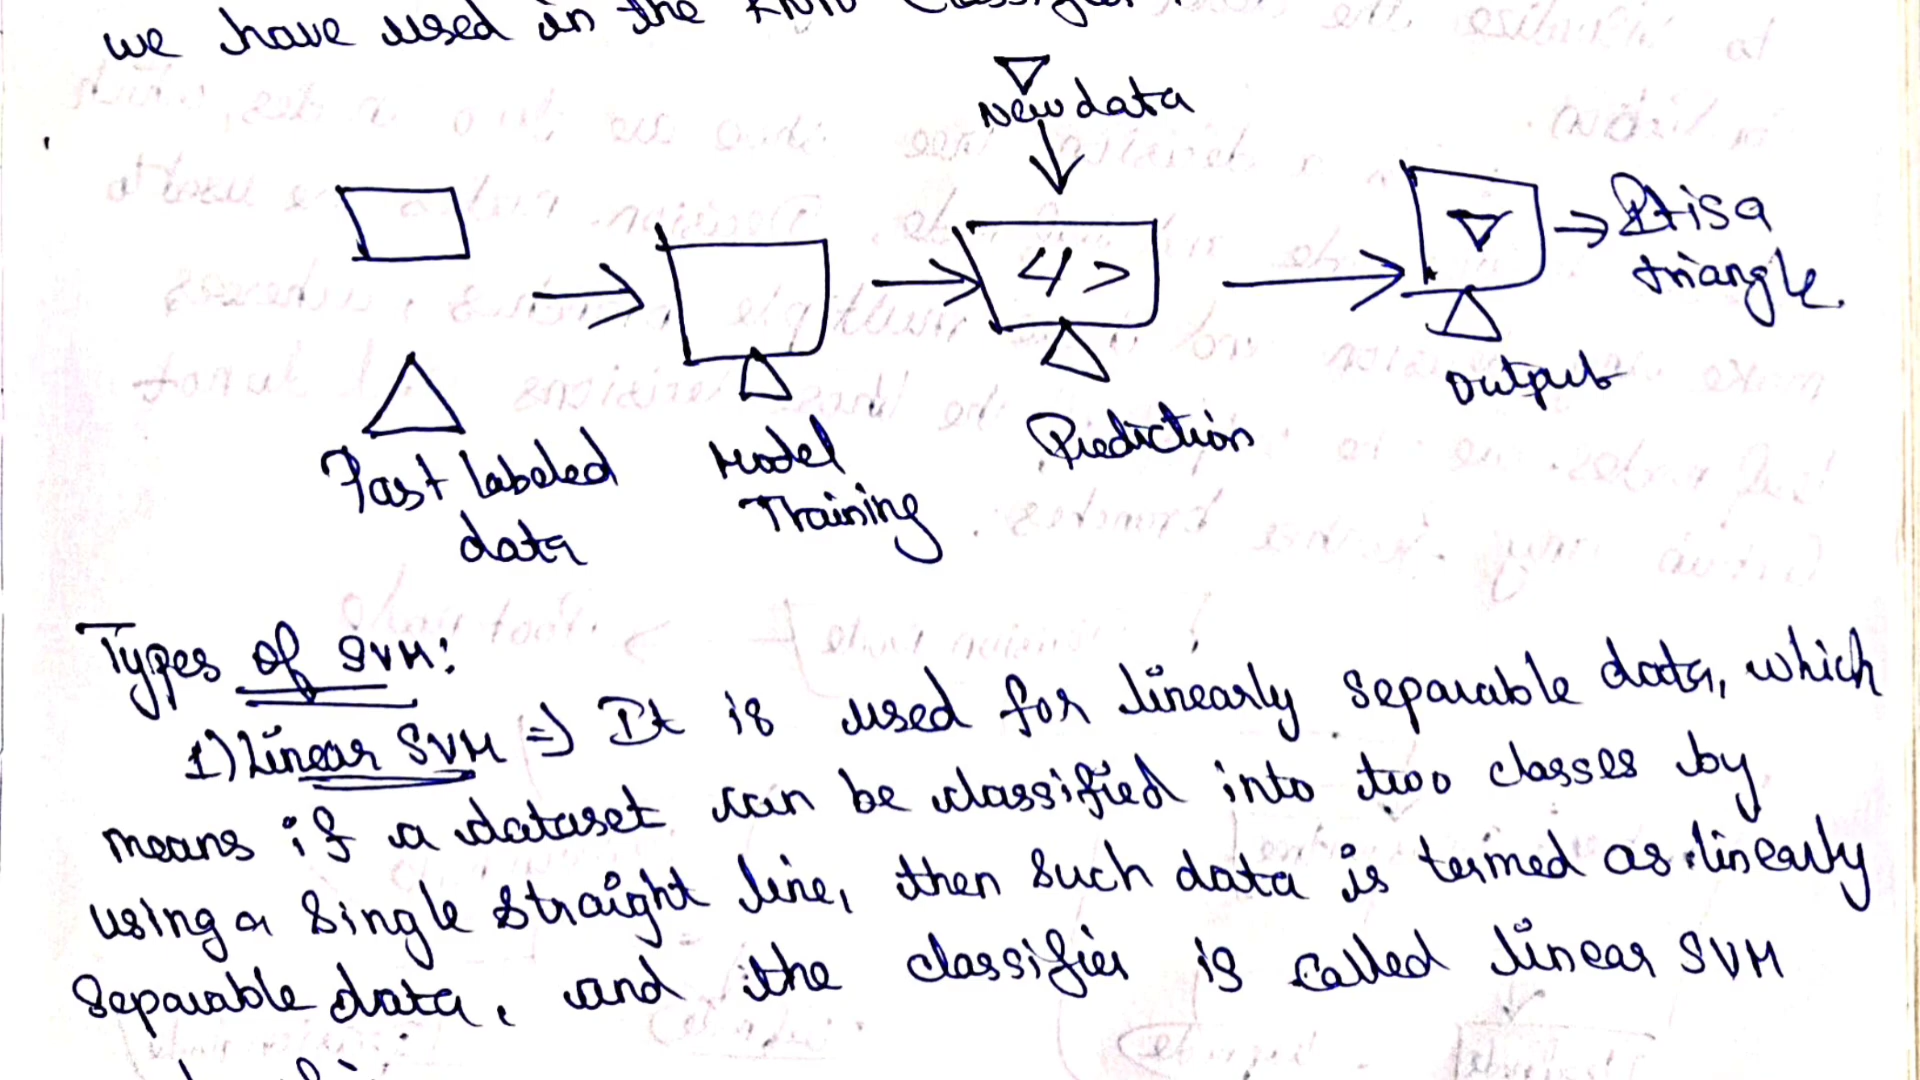 we have used in the KNN classifier.
New data
It is a
triangle
output
Prediction
Model
Training
Past labeled
data
</>
Types of SVM:
1) Linear SVM => It is used for linearly separable data, which
means if a dataset can be classified into two classes by
using a single straight line, then such data is termed as linearly
separable data, and the classifier is called linear SVM